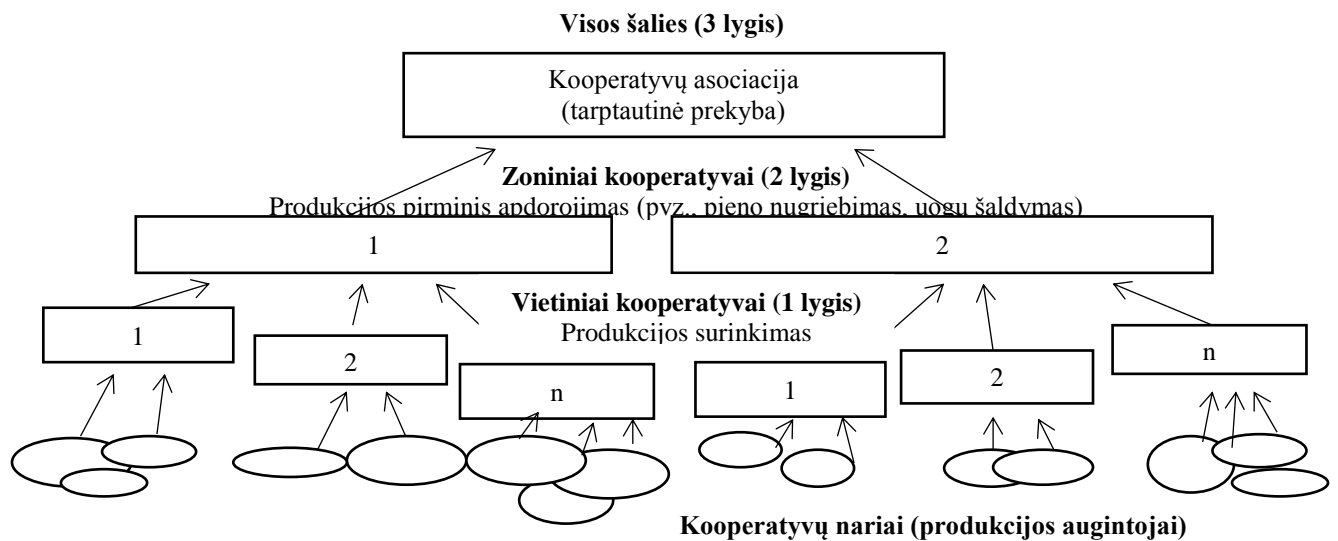 Visos šalies (3 lygis)
Kooperatyvų asociacija
(tarptautinė prekyba)
Zoniniai kooperatyvai (2 lygis)
Produkcijos pirminis apdorojimas (pvz., pieno nugriebimas, uogų šaldymas)
1
2
Vietiniai kooperatyvai (1 lygis)
Produkcijos surinkimas
1
2
n
1
2
n
Kooperatyvų nariai (produkcijos augintojai)